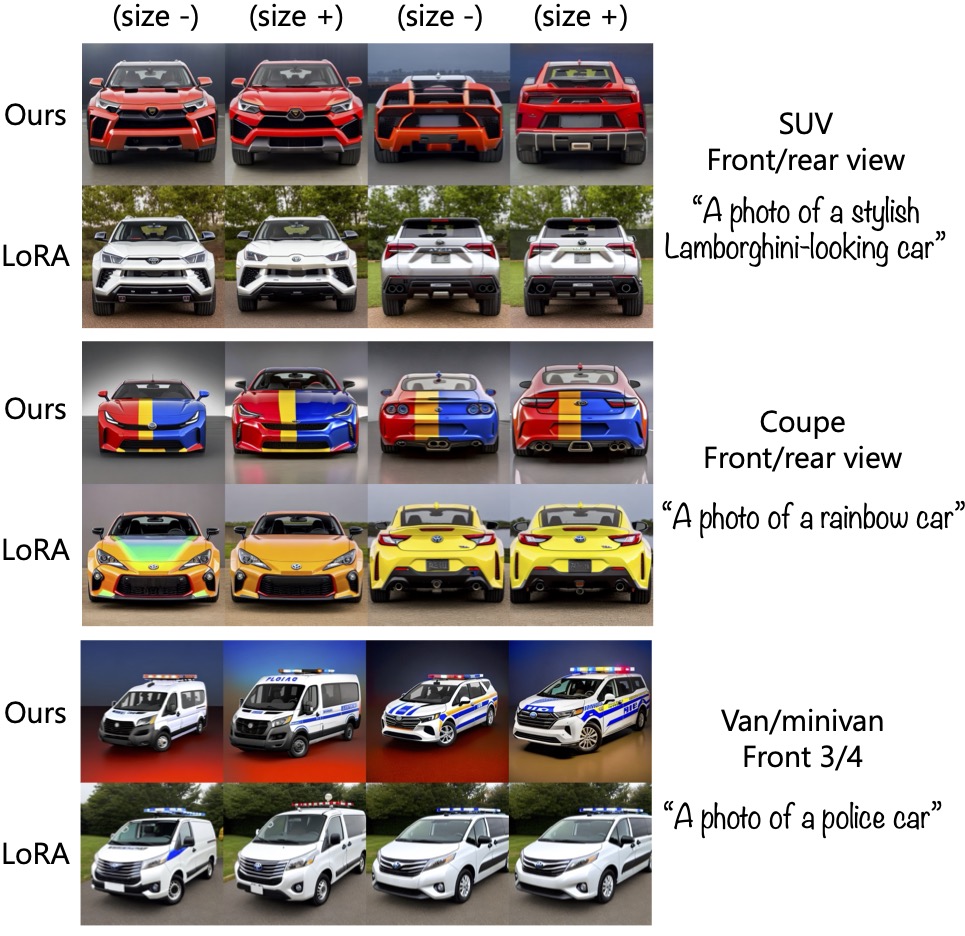 (size -) (size +) (size -) (size +)
Ours
LoRA
SUV
Front/rear view
“A photo of a stylish
Lamborghini-looking car”
Ours
LoRA
Coupe
Front/rear view
“A photo of a rainbow car”
Ours
LoRA
Van/minivan
Front 3/4
“A photo of a police car”